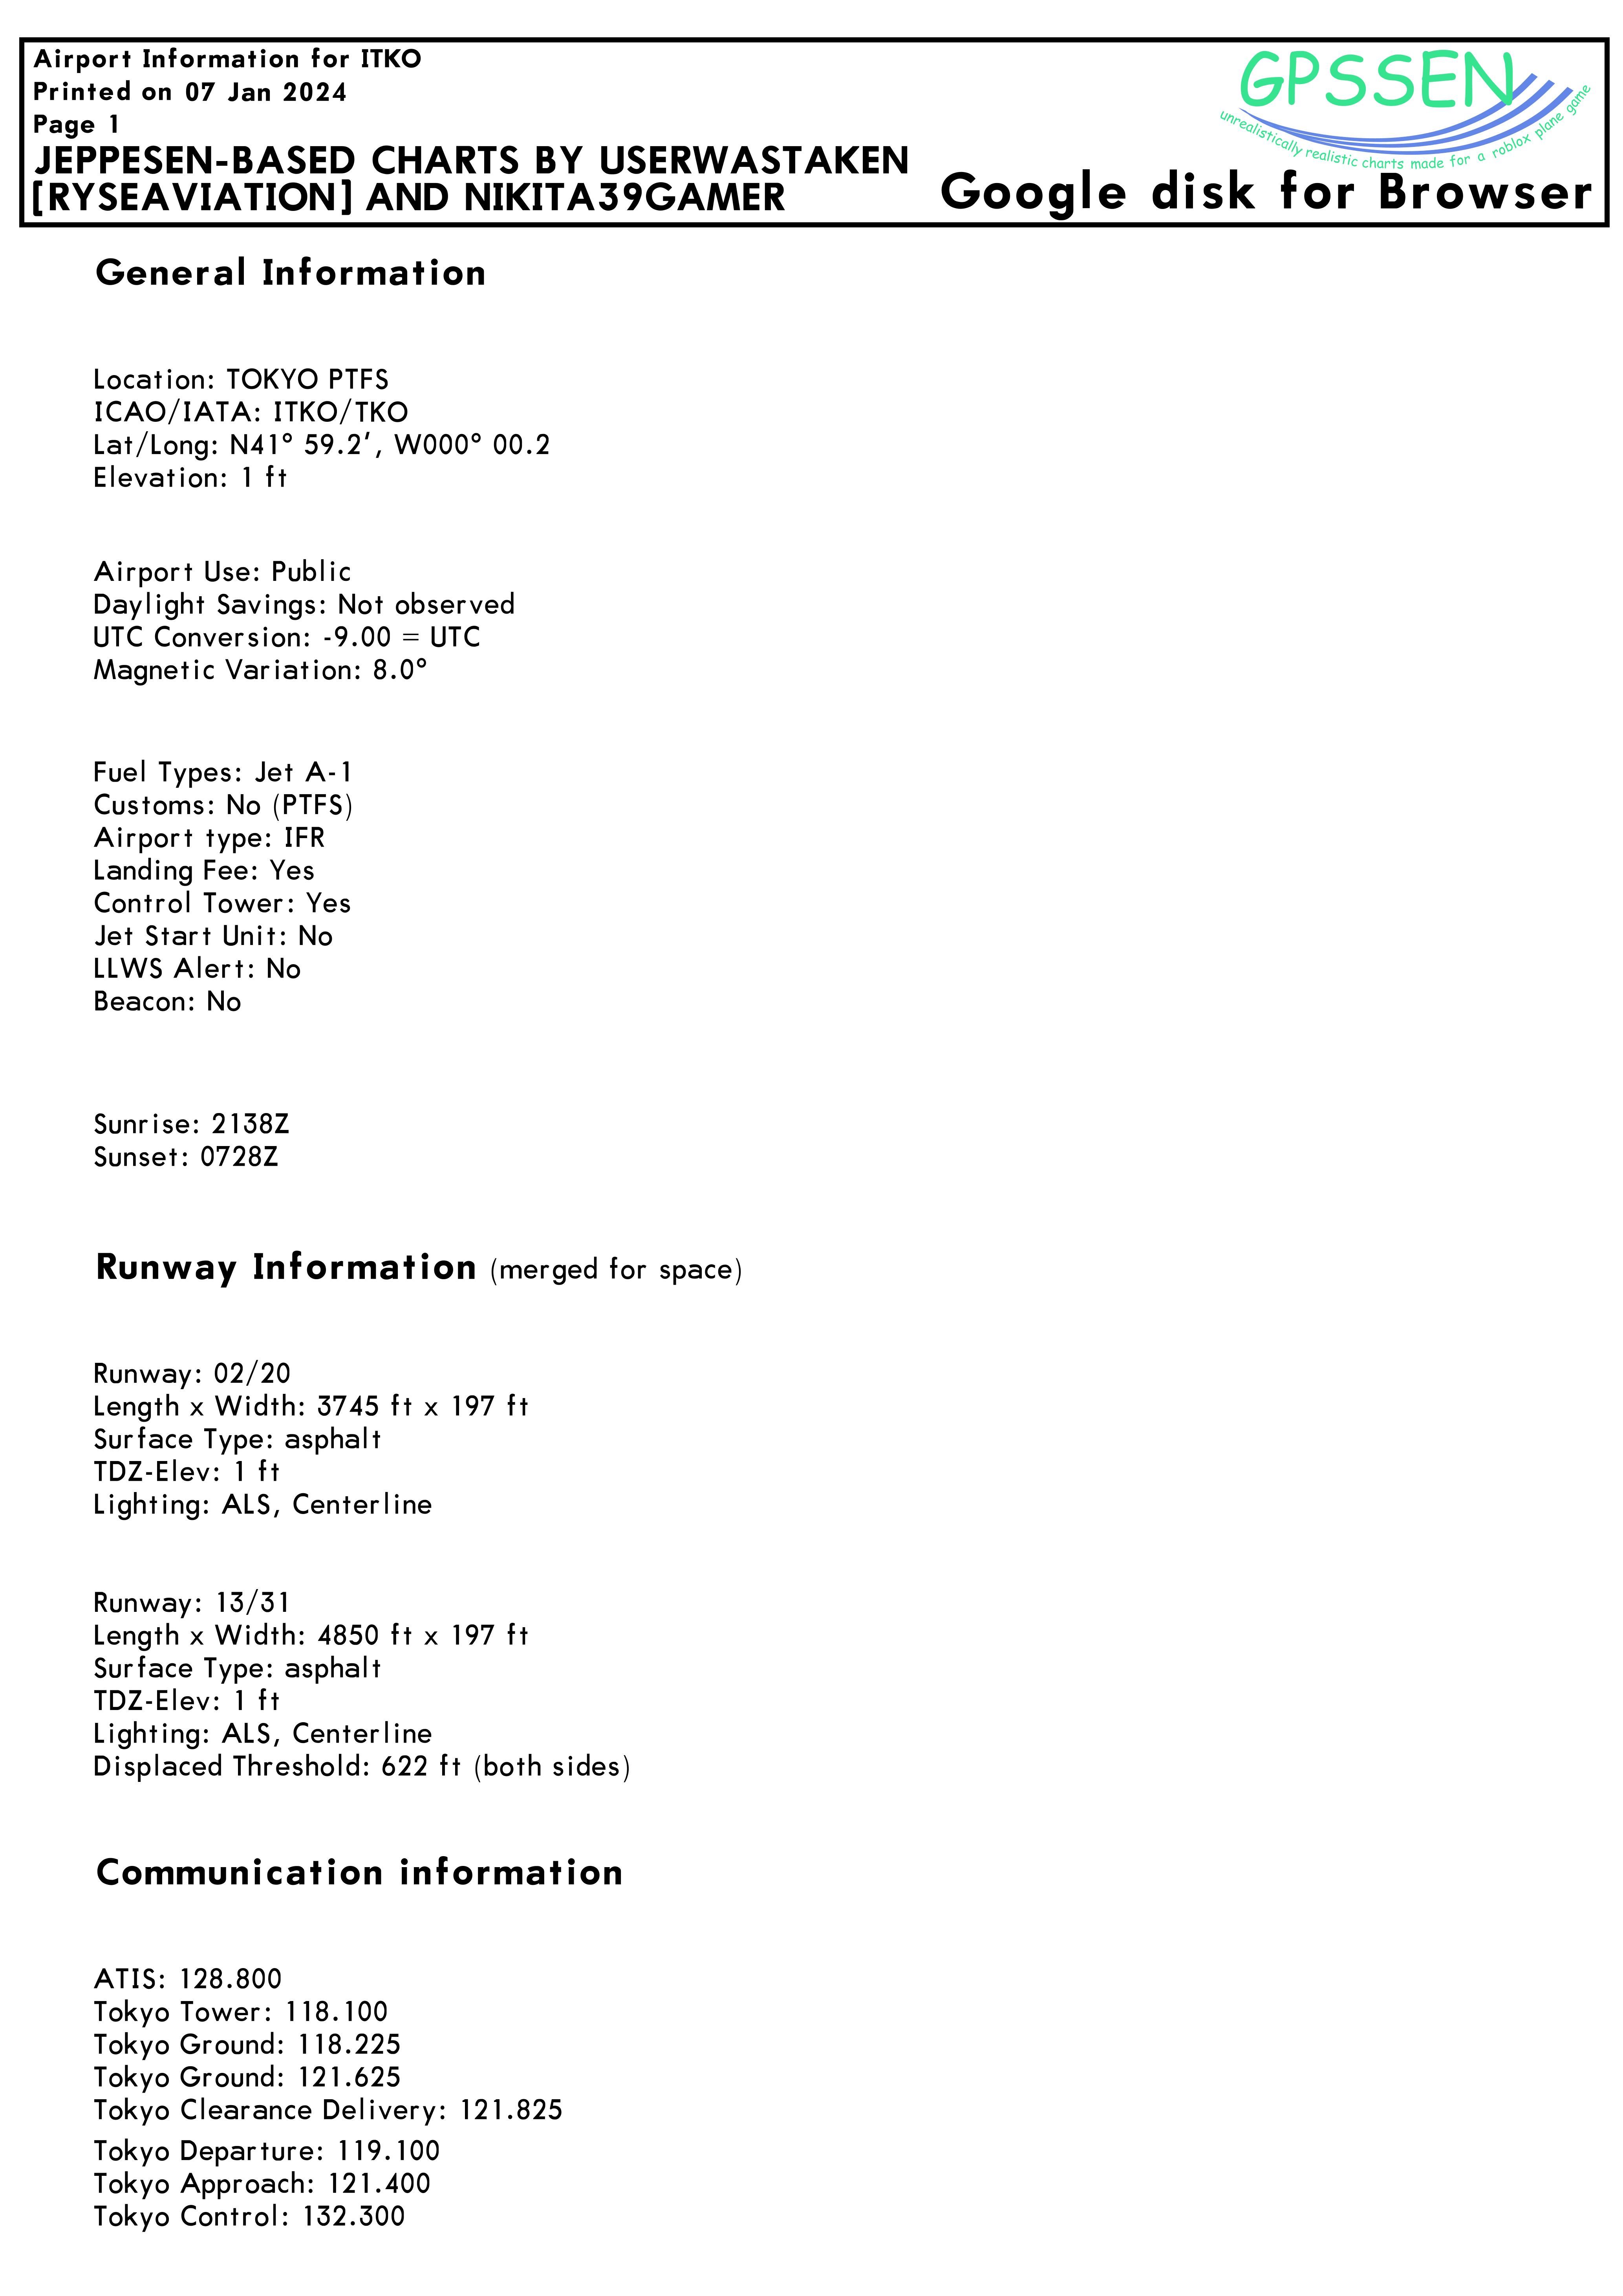 Airport Information for ITKO
Printed on 07 Jan 2024
Page 1
JEPPESEN-BASED CHARTS BY USERWASTAKEN
[RYSEAVIATION] AND NIKITA39GAMER
GPSSEN
unrealistically realistic charts made for a roblox plane game
Google disk for Browser
General Information
Location: TOKYO PTFS
ICAO/IATA: ITKO/TKO
Lat/Long: N41° 59.2', W000° 00.2
Elevation: 1 ft
Airport Use: Public
Daylight Savings: Not observed
UTC Conversion: -9.00 = UTC
Magnetic Variation: 8.0°
Fuel Types: Jet A-1
Customs: No (PTFS)
Airport type: IFR
Landing Fee: Yes
Control Tower: Yes
Jet Start Unit: No
LLWS Alert: No
Beacon: No
Sunrise: 2138Z
Sunset: 0728Z
Runway Information (merged for space)
Runway: 02/20
Length x Width: 3745 ft x 197 ft
Surface Type: asphalt
TDZ-Elev: 1 ft
Lighting: ALS, Centerline
Runway: 13/31
Length x Width: 4850 ft x 197 ft
Surface Type: asphalt
TDZ-Elev: 1 ft
Lighting: ALS, Centerline
Displaced Threshold: 622 ft (both sides)
Communication information
ATIS: 128.800
Tokyo Tower: 118.100
Tokyo Ground: 118.225
Tokyo Ground: 121.625
Tokyo Clearance Delivery: 121.825
Tokyo Departure: 119.100
Tokyo Approach: 121.400
Tokyo Control: 132.300